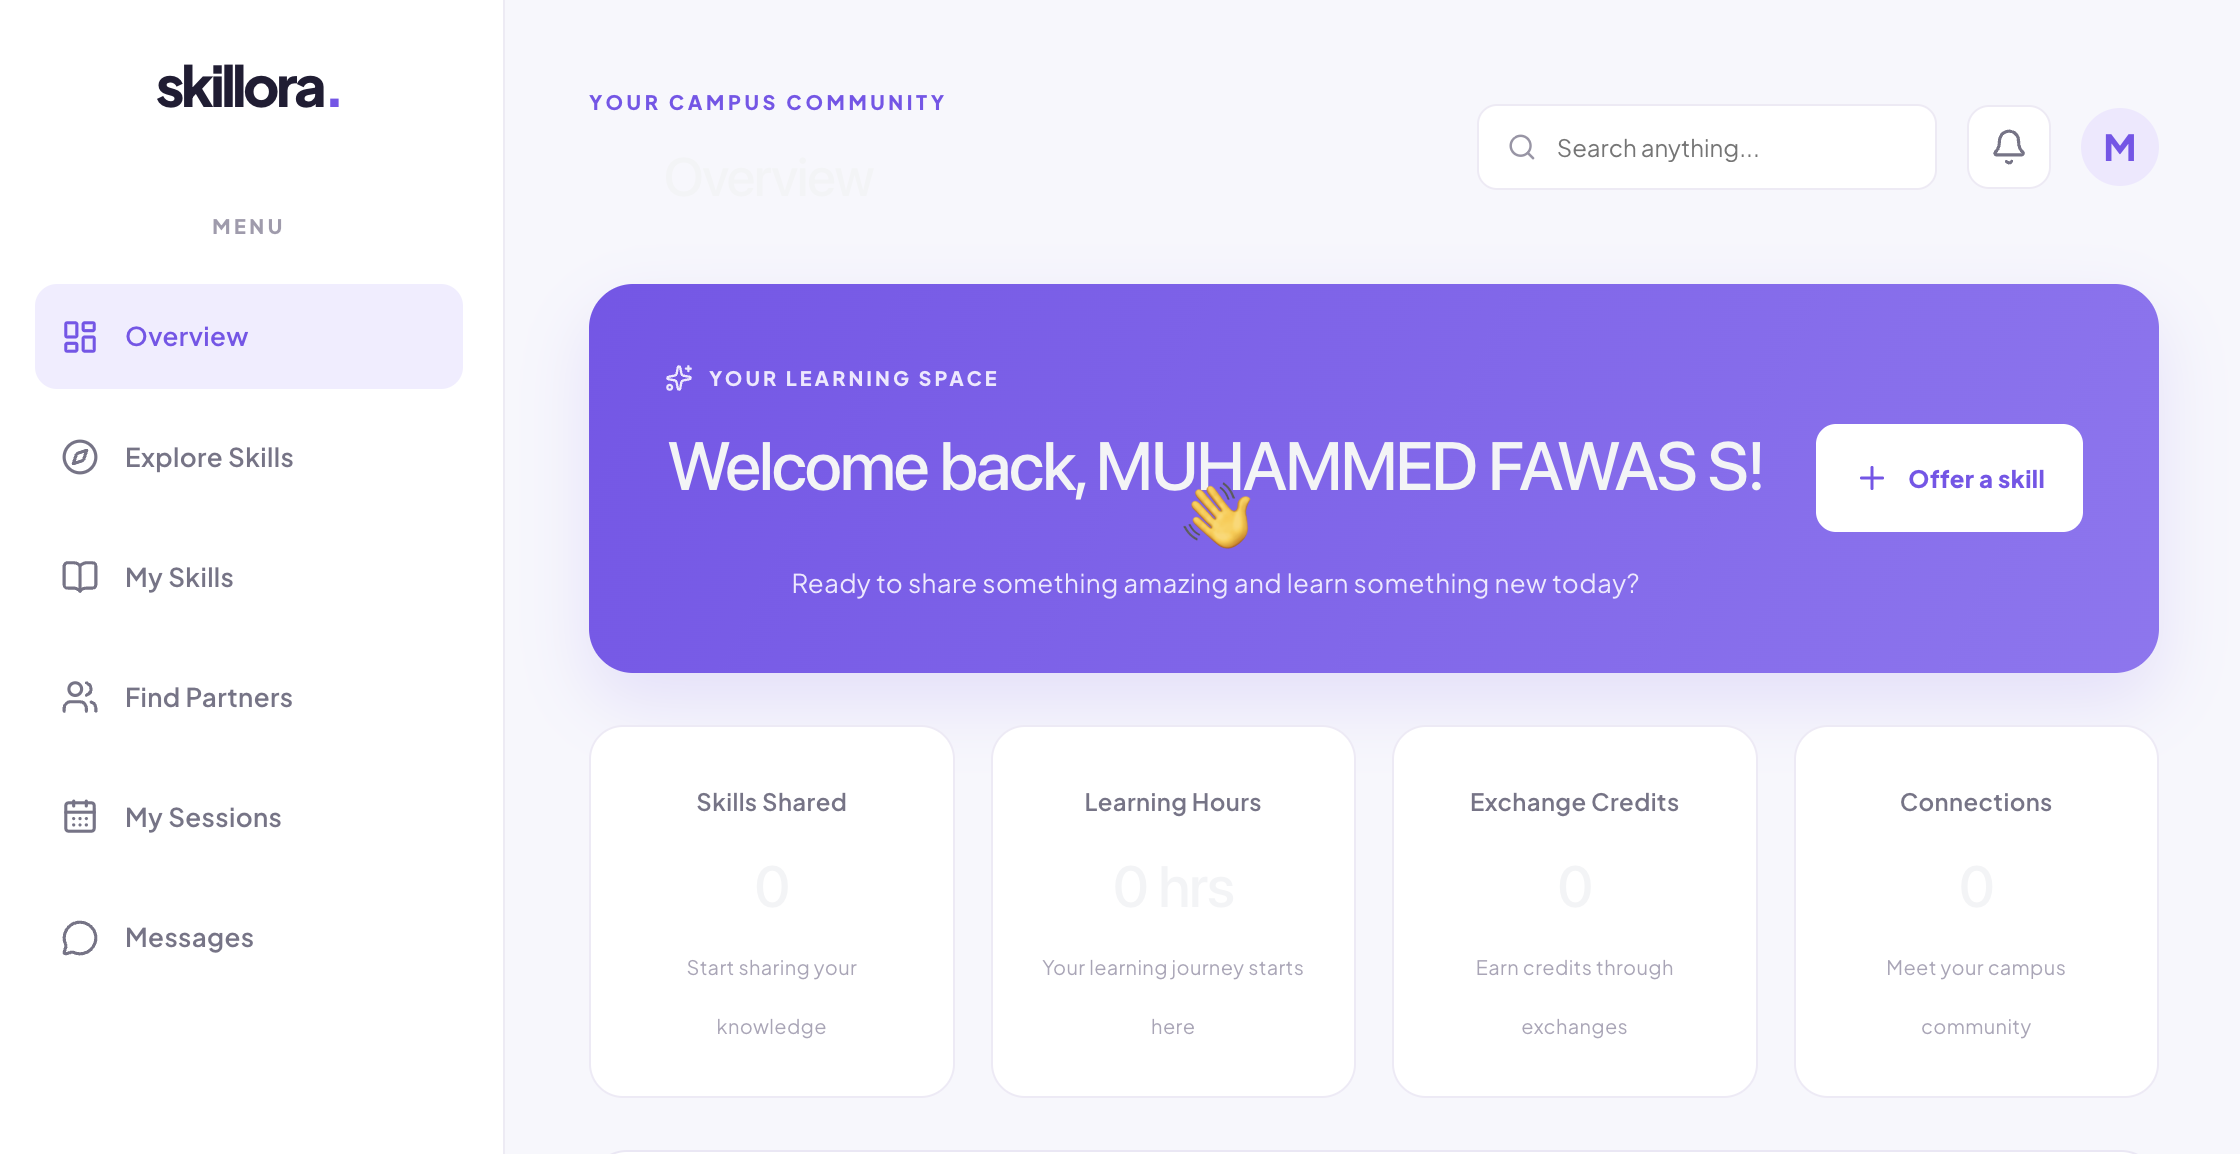 skillora.
MENU
Overview
Explore Skills
My Skills
Find Partners
My Sessions
Messages
YOUR CAMPUS COMMUNITY
Overview
Search anything...
M
YOUR LEARNING SPACE
Welcome back, MUHAMMED FAWAS S!
👋
Ready to share something amazing and learn something new today?
Offer a skill
Skills Shared
0
Start sharing your
knowledge
Learning Hours
0 hrs
Your learning journey starts
here
Exchange Credits
0
Earn credits through
exchanges
Connections
0
Meet your campus
community